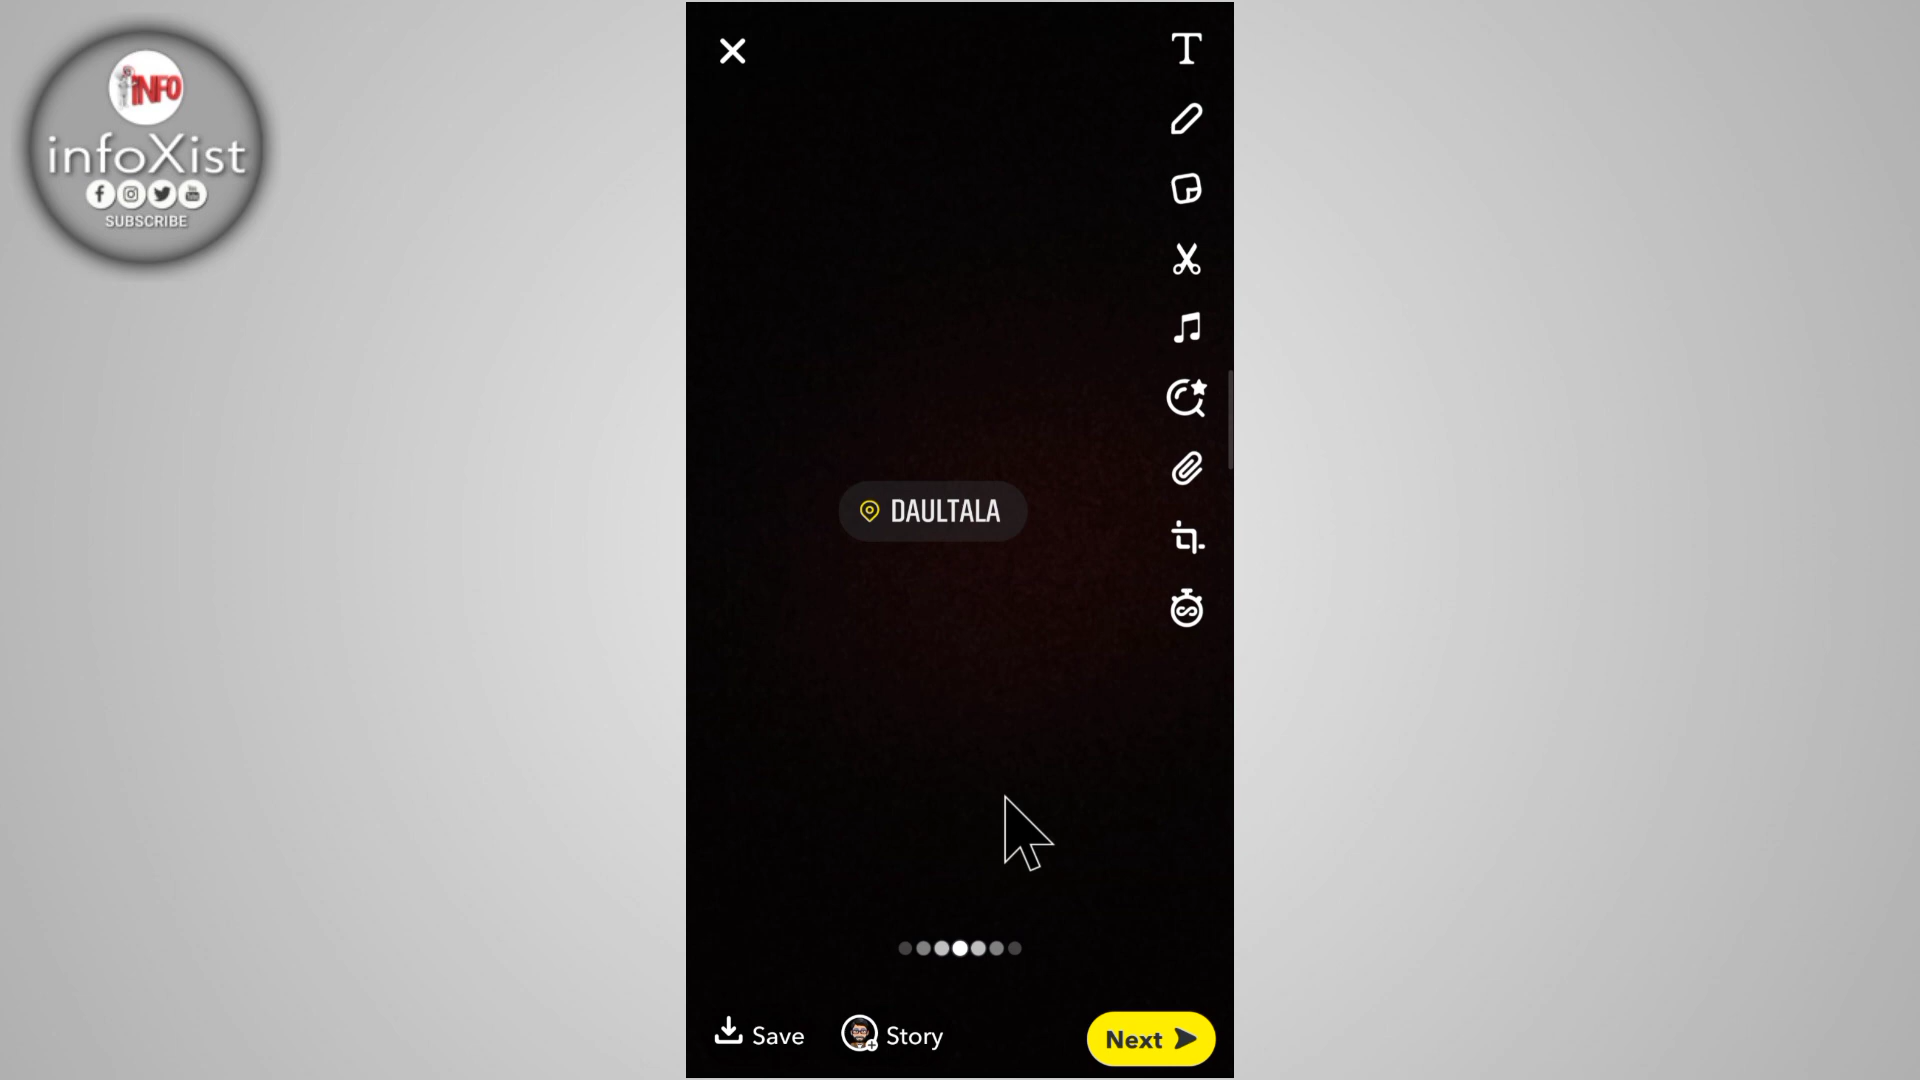 INFO
infoXist
SUBSCRIBE
T
DAULTALA
Save
Story
Next